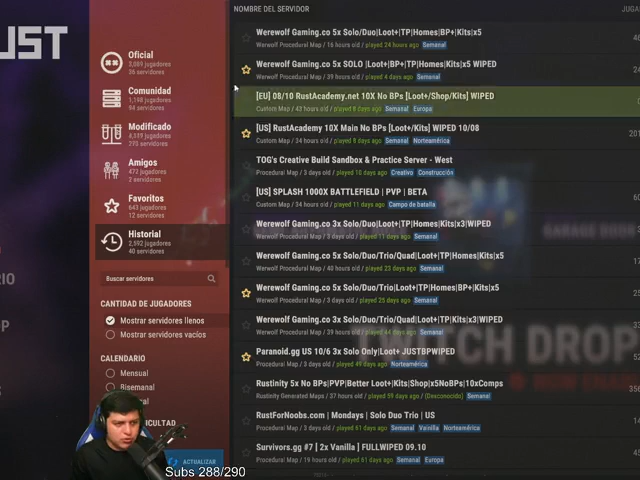 UST
NOMBRE DEL SERVIDOR
JUGA
Oficial
36 servidores
Comunidad
1,198 jugadores
94 servidores
Modificado
270 servidores
Amigos
2 servidores
Favoritos
643 jugadores
12 servidores
Historial
2,592 jugadores
40 servidores
Buscar servidores
CANTIDAD DE JUGADORES
Mostrar servidores llenos
Mostrar servidores vacíos
CALENDARIO
Mensual
Bisemanal
ACTUALIZAR
Subs 288/290
Werewolf Gaming.co 5x Solo/Duo|Loot+|TP|Homes|BP+|Kits|x5
Werewolf Procedural Map / 16 hours old / played 24 hours ago Semanal
Werewolf Gaming.co 5x SOLO |Loot+|BP+|TP|Homes|Kits|x5 WIPED
Werewolf Procedural Map / 39 hours old / played 4 days ago Semanal
[EU] 08/10 RustAcademy.net 10X No BPs [Loot+/Shop/Kits] WIPED
Custom Map / 43 hours old / played 6 days ago Semanal Europa
[US] RustAcademy 10X Main No BPs [Loot+/Kits] WIPED 10/08
Custom Map / 34 hours old / played 6 days ago Semanal Norteamérica
TOG's Creative Build Sandbox & Practice Server - West
Procedural Map / 3 days old / played 10 days ago Creativo Construcción
[US] SPLASH 1000X BATTLEFIELD | PVP | BETA
Custom Map / 34 hours old / played 11 days ago Campo de batalla
Werewolf Gaming.co 3x Solo/Duo|Loot+|TP|Homes|Kits|x3|WIPED
Werewolf Procedural Map / 3 days old / played 11 days ago Semanal
Werewolf Gaming.co 5x Solo/Duo/Trio/Quad|Loot+|TP|Homes|Kits|x5
Werewolf Procedural Map / 40 hours old / played 23 days ago Semanal
Werewolf Gaming.co 5x Solo/Duo/Trio|Loot+|TP|Homes|BP+|Kits|x5
Werewolf Procedural Map / 3 days old / played 25 days ago Semanal
Werewolf Gaming.co 3x Solo/Duo/Trio/Quad|Loot+|TP|Homes|Kits|x3|WIPED
Werewolf Procedural Map / 39 hours old / played 44 days ago Semanal
Paranoid.gg US 10/6 3x Solo Only|Loot+ JUSTBPWIPED
Procedural Map / 4 days old / played 49 days ago Norteamérica
Rustinity 5x No BPs|PVP|Better Loot+|Kits|Shop|x5NoBPs|10xComps
Rustinity Generated Maps / 37 hours old / played 59 days ago / (Desconocido) Semanal
RustForNoobs.com | Mondays | Solo Duo Trio | US
Procedural Map / 3 days old / played 61 days ago Semanal Vainilla Norteamérica
Survivors.gg #7 | 2x Vanilla | FULLWIPED 09.10
Procedural Map / 19 hours old / played 61 days ago Semanal Europa